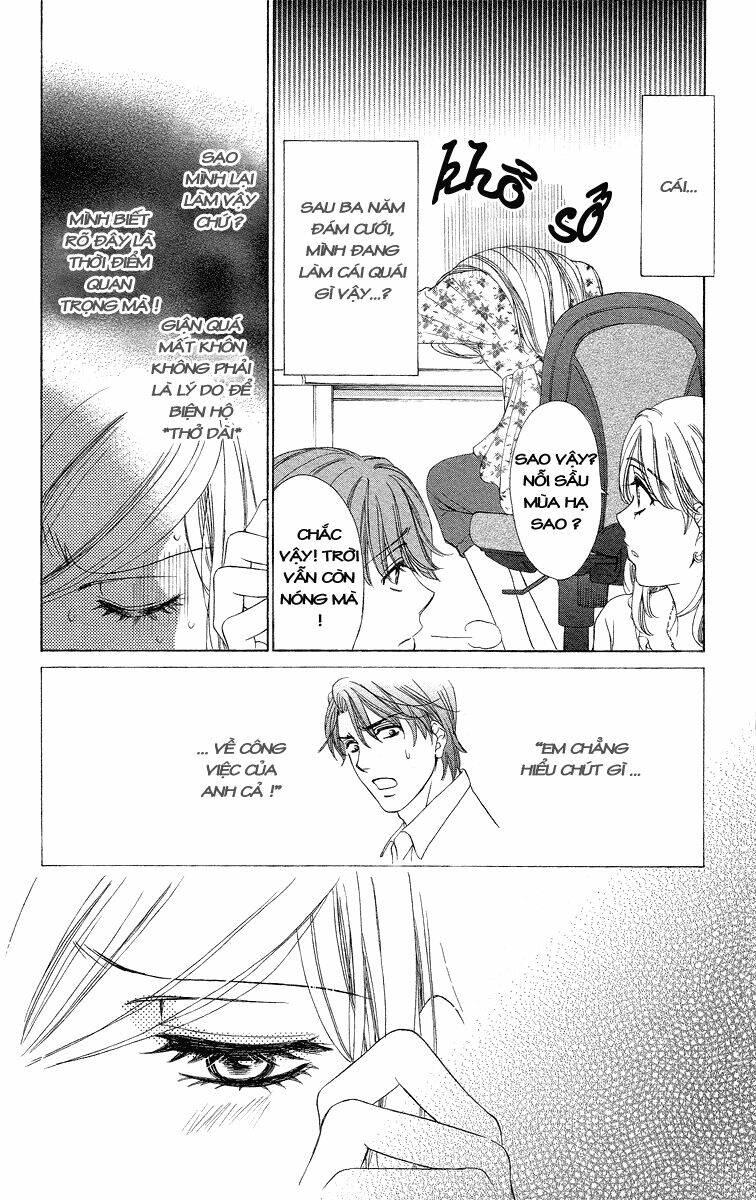 CÁI...
khổ sở
SAU BA NĂM
ĐÁM CƯỚI,
MÌNH ĐANG
LÀM CÁI QUÁI
GÌ VẬY...?
SAO VẬY?
NỖI SẦU
MÙA HẠ
SAO ?
CHẮC
VẬY! TRỜI
VẪN CÒN
NÓNG MÀ
!
SAO
MÌNH LẠI
LÀM VẬY
CHỨ ?
MÌNH BIẾT
RÕ ĐÂY LÀ
THỜI ĐIỂM
QUAN
TRỌNG MÀ !
GIẬN QUÁ
MẤT KHÔN
KHÔNG PHẢI
LÀ LÝ DO ĐỂ
BIỆN HỘ
*THỞ DÀI*
"EM CHẲNG
HIỂU CHÚT GÌ ...
... VỀ CÔNG
VIỆC CỦA
ANH CẢ !"